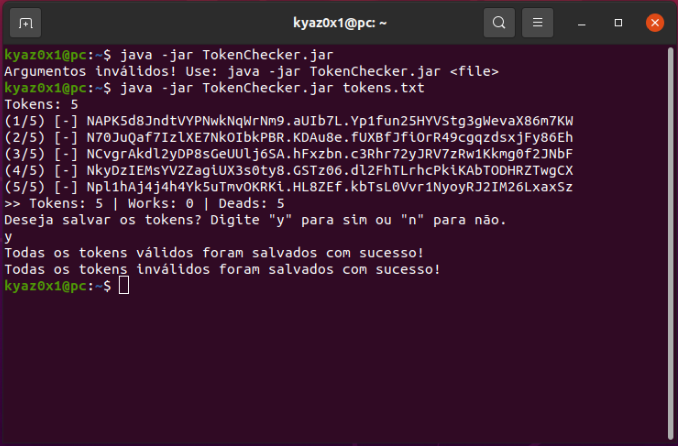 kyaz0x1@pc: ~
kyaz0x1@pc:~$ java -jar TokenChecker.jar
Argumentos inválidos! Use: java -jar TokenChecker.jar <file>
kyaz0x1@pc:~$ java -jar TokenChecker.jar tokens.txt
Tokens: 5
(1/5) [-] NAPK5d8JndtVYPNwkNqWrNm9.aUIb7L.Yp1fun25HYVStg3gWevaX86m7KW
(2/5) [-] N70JuQaf7IzlXE7NkOIbkPBR.KDAu8e.fUXBfJfiOrR49cgqzdsxjFy86Eh
(3/5) [-] NCvgrAkdl2yDP8sGeUUlj6SA.hFxzbn.c3Rhr72yJRV7zRw1Kkmg0f2JNbF
(4/5) [-] NkyDzIEMsYV2ZagiUX3s0ty8.GSTz06.dl2FhTLrhcPkiKAbTODHRZTwgCX
(5/5) [-] Npl1hAj4j4h4Yk5uTmvOKRKi.HL8ZEf.kbTsL0Vvr1NyoyRJ2IM26LxaxSz
>> Tokens: 5 | Works: 0 | Deads: 5
Deseja salvar os tokens? Digite "y" para sim ou "n" para não.
y
Todas os tokens válidos foram salvados com sucesso!
Todas os tokens inválidos foram salvados com sucesso!
kyaz0x1@pc:~$